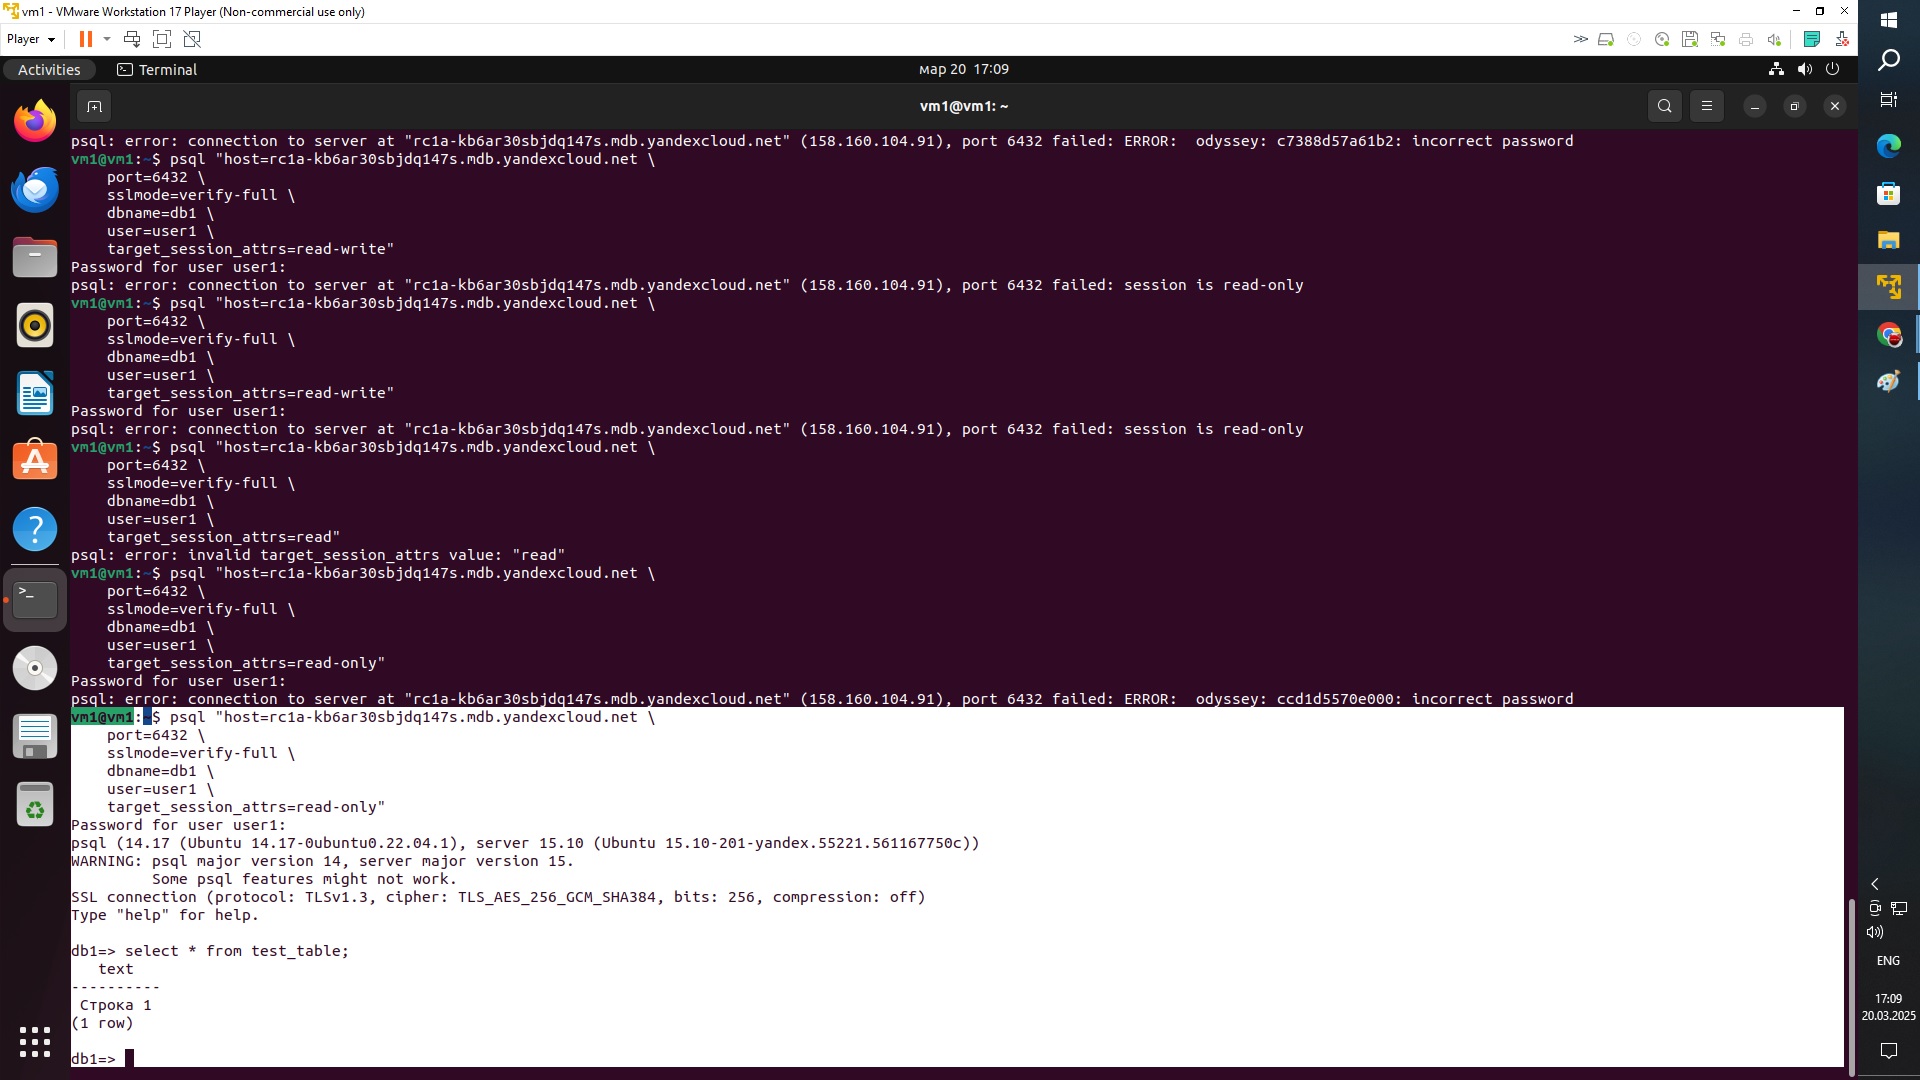 vm1 - VMware Workstation 17 Player (Non-commercial use only)
Player
Activities
Terminal
мар 20 17:09
vm1@vm1: ~
psql: error: connection to server at "rc1a-kb6ar30sbjdq147s.mdb.yandexcloud.net" (158.160.104.91), port 6432 failed: ERROR:  odyssey: c7388d57a61b2: incorrect password
vm1@vm1:~$ psql "host=rc1a-kb6ar30sbjdq147s.mdb.yandexcloud.net \
    port=6432 \
    sslmode=verify-full \
    dbname=db1 \
    user=user1 \
    target_session_attrs=read-write"
Password for user user1:
psql: error: connection to server at "rc1a-kb6ar30sbjdq147s.mdb.yandexcloud.net" (158.160.104.91), port 6432 failed: session is read-only
vm1@vm1:~$ psql "host=rc1a-kb6ar30sbjdq147s.mdb.yandexcloud.net \
    port=6432 \
    sslmode=verify-full \
    dbname=db1 \
    user=user1 \
    target_session_attrs=read-write"
Password for user user1:
psql: error: connection to server at "rc1a-kb6ar30sbjdq147s.mdb.yandexcloud.net" (158.160.104.91), port 6432 failed: session is read-only
vm1@vm1:~$ psql "host=rc1a-kb6ar30sbjdq147s.mdb.yandexcloud.net \
    port=6432 \
    sslmode=verify-full \
    dbname=db1 \
    user=user1 \
    target_session_attrs=read"
psql: error: invalid target_session_attrs value: "read"
vm1@vm1:~$ psql "host=rc1a-kb6ar30sbjdq147s.mdb.yandexcloud.net \
    port=6432 \
    sslmode=verify-full \
    dbname=db1 \
    user=user1 \
    target_session_attrs=read-only"
Password for user user1:
psql: error: connection to server at "rc1a-kb6ar30sbjdq147s.mdb.yandexcloud.net" (158.160.104.91), port 6432 failed: ERROR:  odyssey: ccd1d5570e000: incorrect password
vm1@vm1:~$ psql "host=rc1a-kb6ar30sbjdq147s.mdb.yandexcloud.net \
    port=6432 \
    sslmode=verify-full \
    dbname=db1 \
    user=user1 \
    target_session_attrs=read-only"
Password for user user1:
psql (14.17 (Ubuntu 14.17-0ubuntu0.22.04.1), server 15.10 (Ubuntu 15.10-201-yandex.55221.561167750c))
WARNING: psql major version 14, server major version 15.
         Some psql features might not work.
SSL connection (protocol: TLSv1.3, cipher: TLS_AES_256_GCM_SHA384, bits: 256, compression: off)
Type "help" for help.
db1=> select * from test_table;
   text
----------
 Строка 1
(1 row)
db1=>
ENG
17:09
20.03.2025